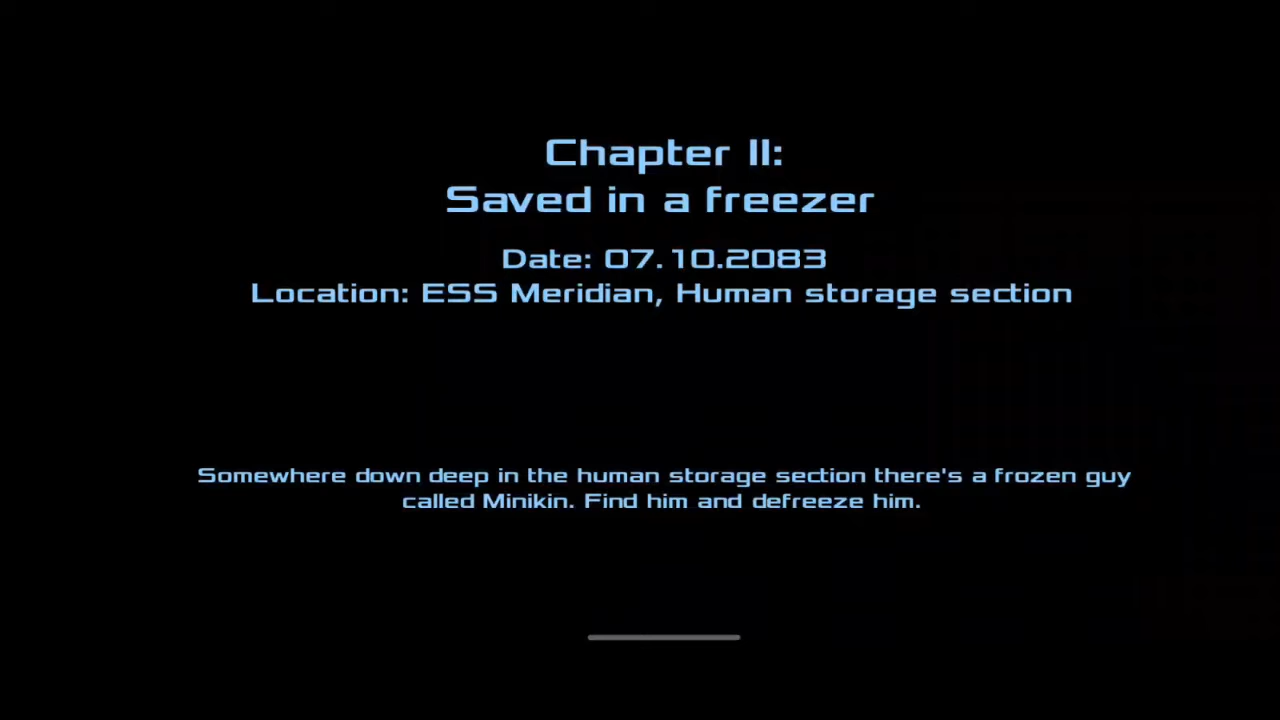 Chapter II:
Saved in a freezer
Date: 07.10.2083
Location: ESS Meridian, Human storage section
Somewhere down deep in the human storage section there's a frozen guy
called Minikin. Find him and defreeze him.